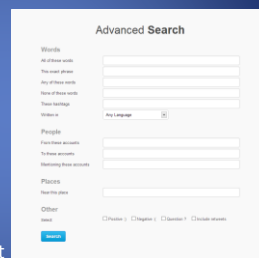 Advanced Search
Words
All of these words
This exact phrase
Any of these words
None of these words
These hashtags
Written in
Any Language
People
From these accounts
To these accounts
Mentioning these accounts
Places
Near this place
Other
Select
Positive :) Negative :( Question ? Include retweets
Search
t